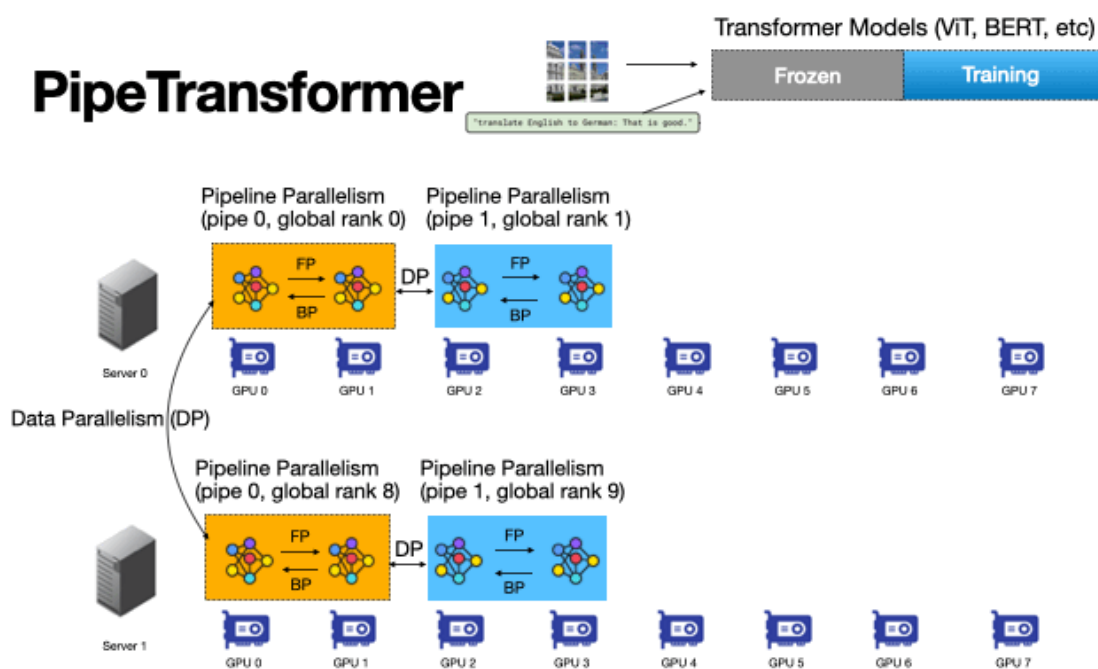 Transformer Models (ViT, BERT, etc)
PipeTransformer
Frozen
Training
"translate English to German: That is good."
Pipeline Parallelism
(pipe 0, global rank 0)
Pipeline Parallelism
(pipe 1, global rank 1)
FP
BP
DP
FP
BP
Server 0
GPU 0
GPU 1
GPU 2
GPU 3
GPU 4
GPU 5
GPU 6
GPU 7
Data Parallelism (DP)
Pipeline Parallelism
(pipe 0, global rank 8)
Pipeline Parallelism
(pipe 1, global rank 9)
FP
BP
DP
FP
BP
Server 1
GPU 0
GPU 1
GPU 2
GPU 3
GPU 4
GPU 5
GPU 6
GPU 7